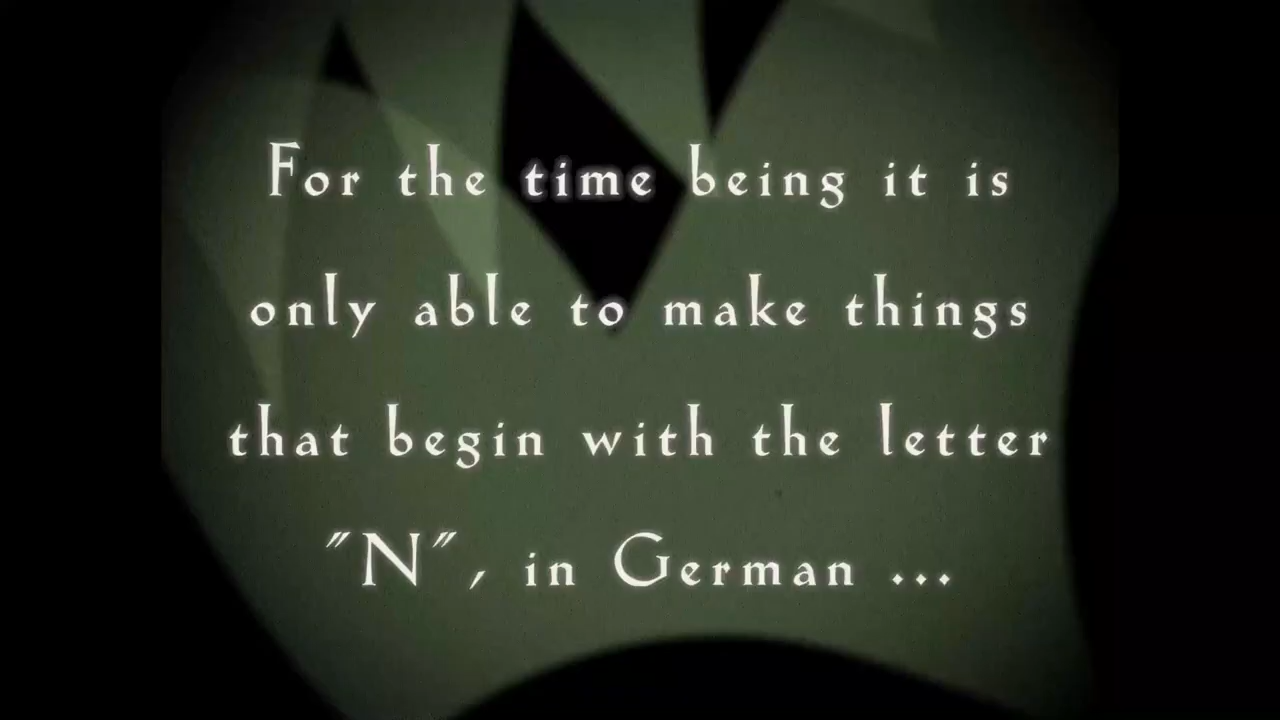 For the time being it is
only able to make things
that begin with the letter
"N", in German ...